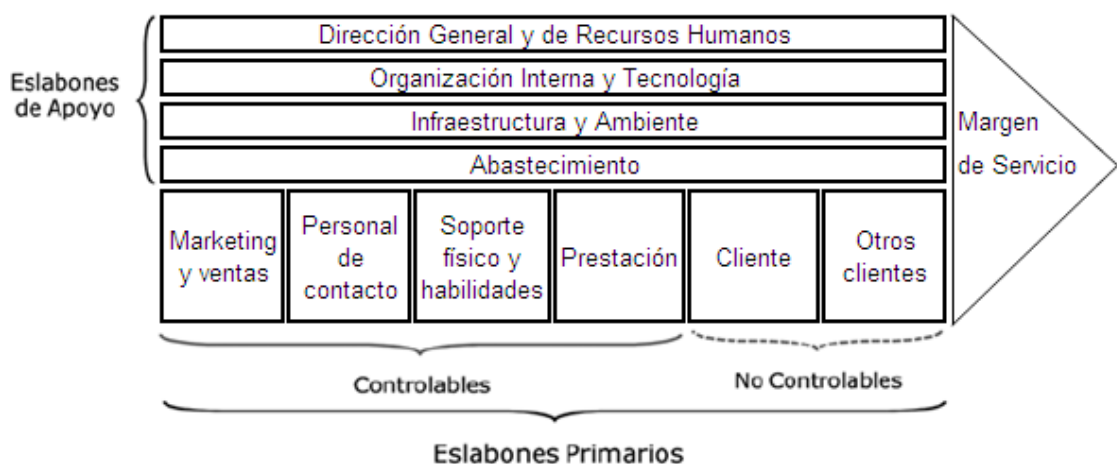 Dirección General y de Recursos Humanos
Eslabones
de Apoyo
Organización Interna y Tecnología
Infraestructura y Ambiente
Abastecimiento
Margen
de Servicio
Marketing
y ventas
Personal
de
contacto
Soporte
físico y
habilidades
Prestación
Cliente
Otros
clientes
Controlables
No Controlables
Eslabones Primarios